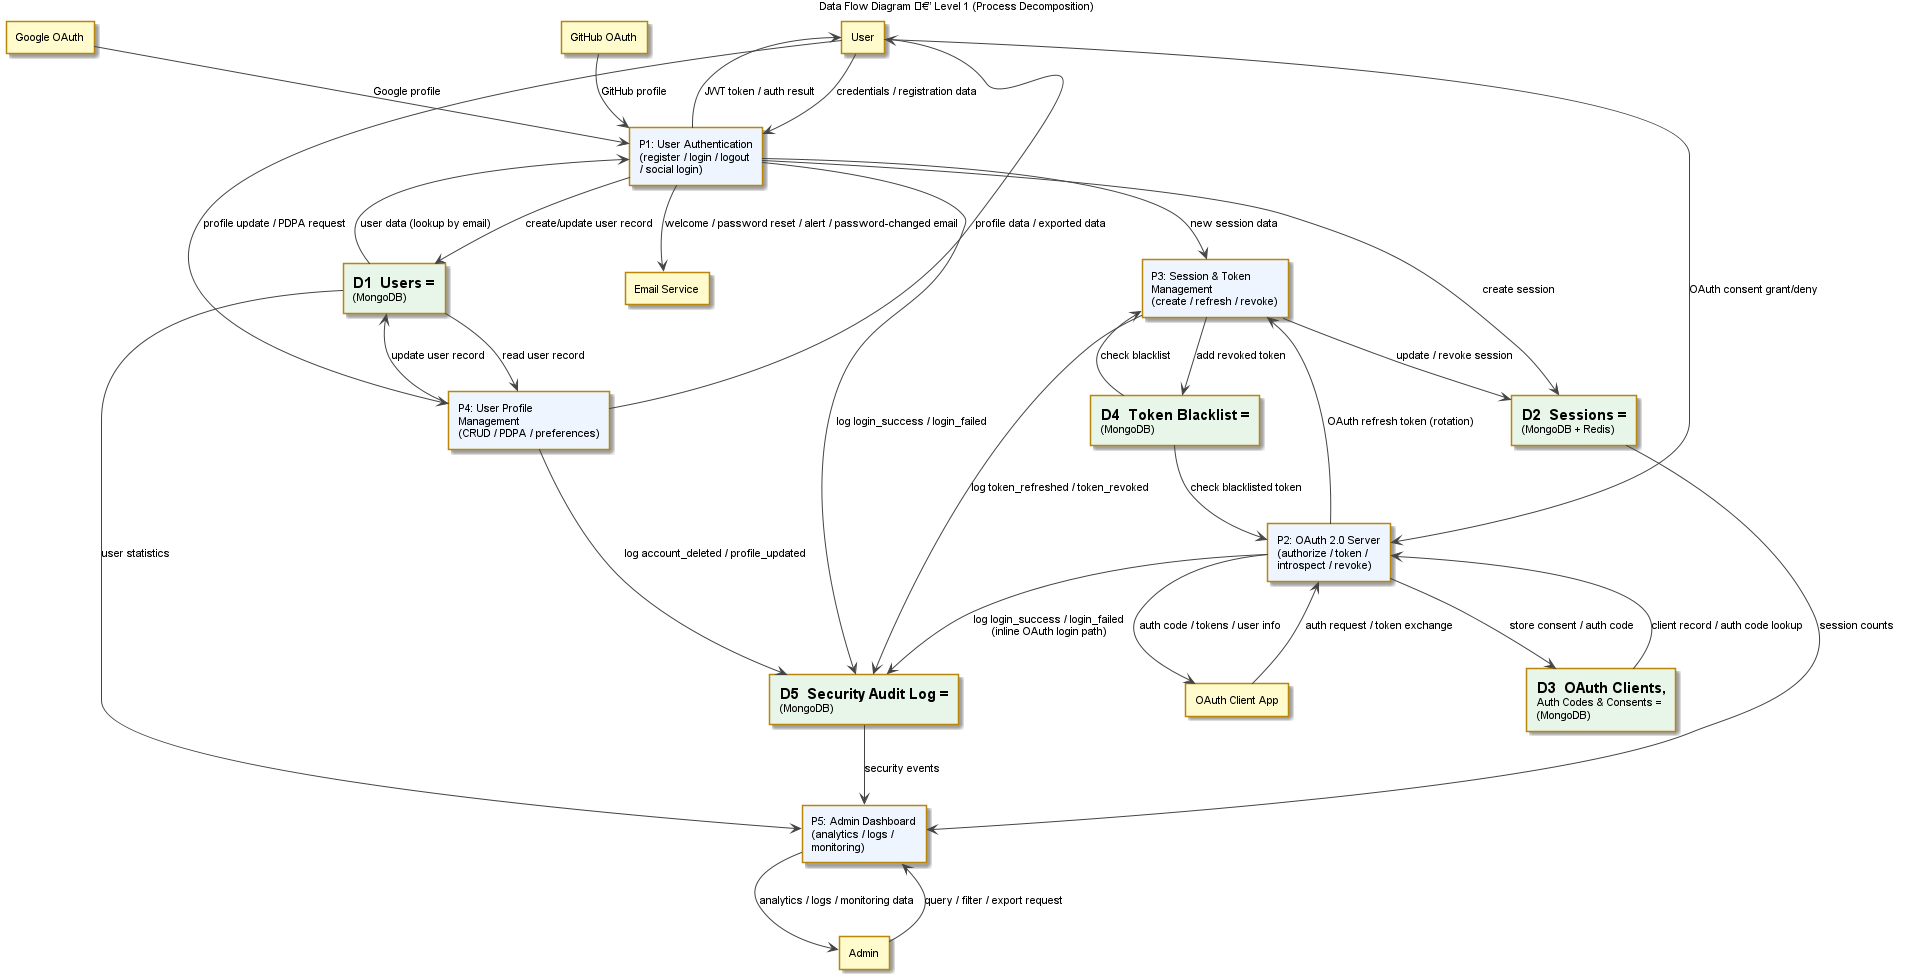 Data Flow Diagram โ€” Level 1 (Process Decomposition)
Google OAuth
GitHub OAuth
User
Google profile
GitHub profile
JWT token / auth result
credentials / registration data
P1: User Authentication
(register / login / logout
/ social login)
profile update / PDPA request
user data (lookup by email)
create/update user record
welcome / password reset / alert / password-changed email
profile data / exported data
new session data
D1  Users =
(MongoDB)
Email Service
P3: Session & Token
Management
(create / refresh / revoke)
create session
OAuth consent grant/deny
update user record
read user record
check blacklist
add revoked token
update / revoke session
P4: User Profile
Management
(CRUD / PDPA / preferences)
log login_success / login_failed
D4  Token Blacklist =
(MongoDB)
OAuth refresh token (rotation)
D2  Sessions =
(MongoDB + Redis)
log token_refreshed / token_revoked
check blacklisted token
user statistics
log account_deleted / profile_updated
P2: OAuth 2.0 Server
(authorize / token /
introspect / revoke)
log login_success / login_failed
(inline OAuth login path)
auth code / tokens / user info
auth request / token exchange
store consent / auth code
client record / auth code lookup
session counts
D5  Security Audit Log =
(MongoDB)
OAuth Client App
D3  OAuth Clients,
Auth Codes & Consents =
(MongoDB)
security events
P5: Admin Dashboard
(analytics / logs /
monitoring)
analytics / logs / monitoring data
query / filter / export request
Admin